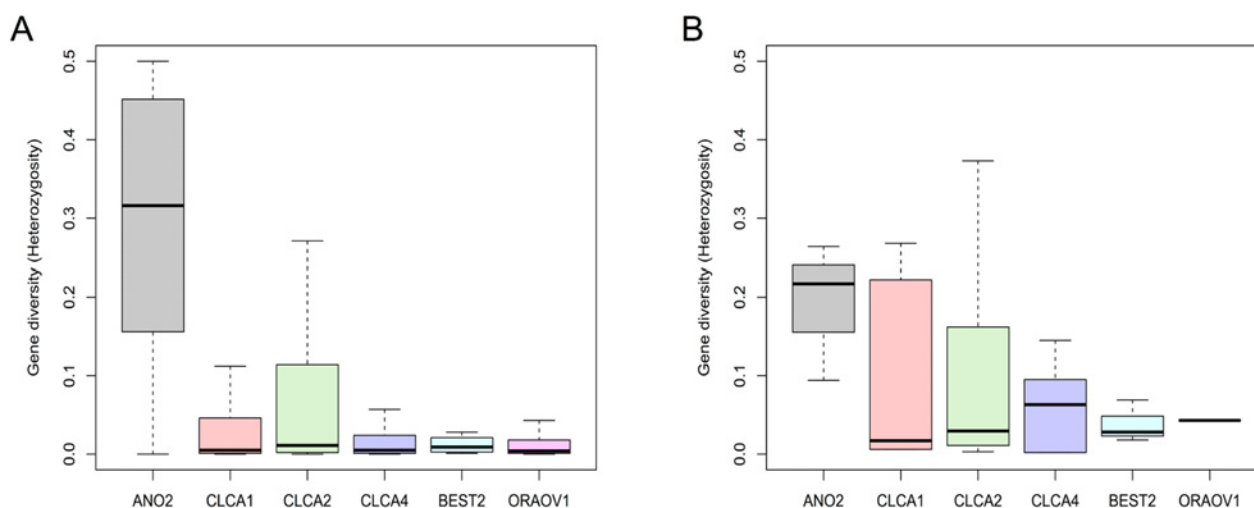 A
Gene diversity (Heterozygosity)
0.5
0.4
0.3
0.2
0.1
0.0
ANO2 CLCA1 CLCA2 CLCA4 BEST2 ORAOV1
B
Gene diversity (Heterozygosity)
0.5
0.4
0.3
0.2
0.1
0.0
ANO2 CLCA1 CLCA2 CLCA4 BEST2 ORAOV1